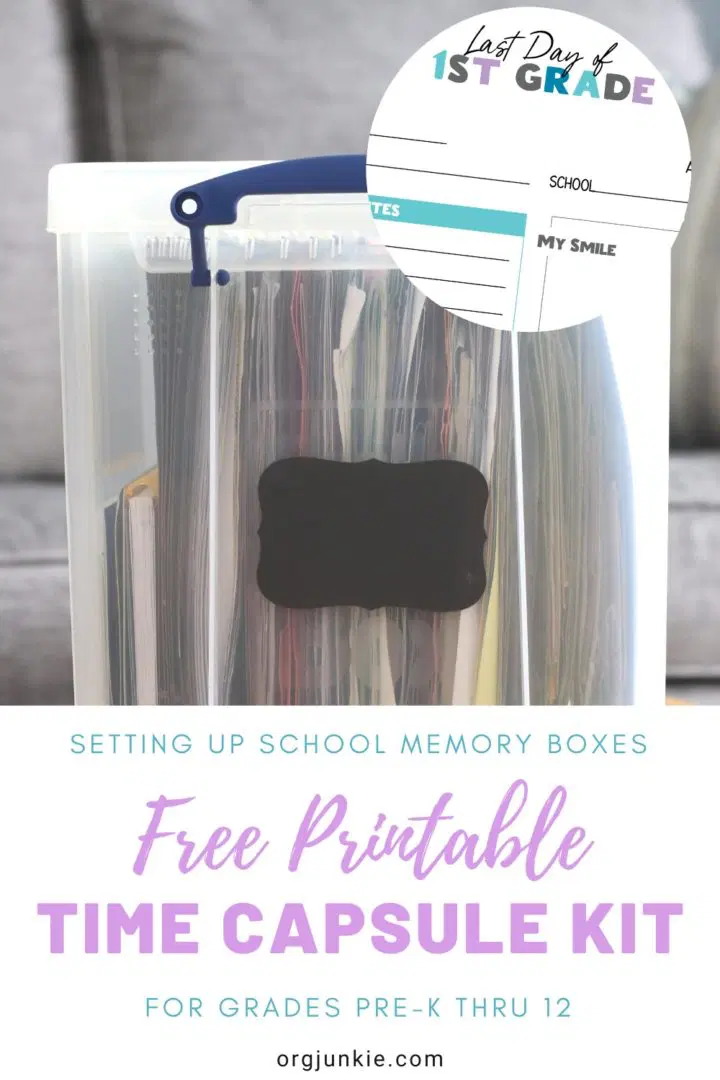 Last Day of
1ST GRADE
SCHOOL
TES
MY SMILE
SETTING UP SCHOOL MEMORY BOXES
Free Printable
TIME CAPSULE KIT
FOR GRADES PRE-K THRU 12
orgjunkie.com